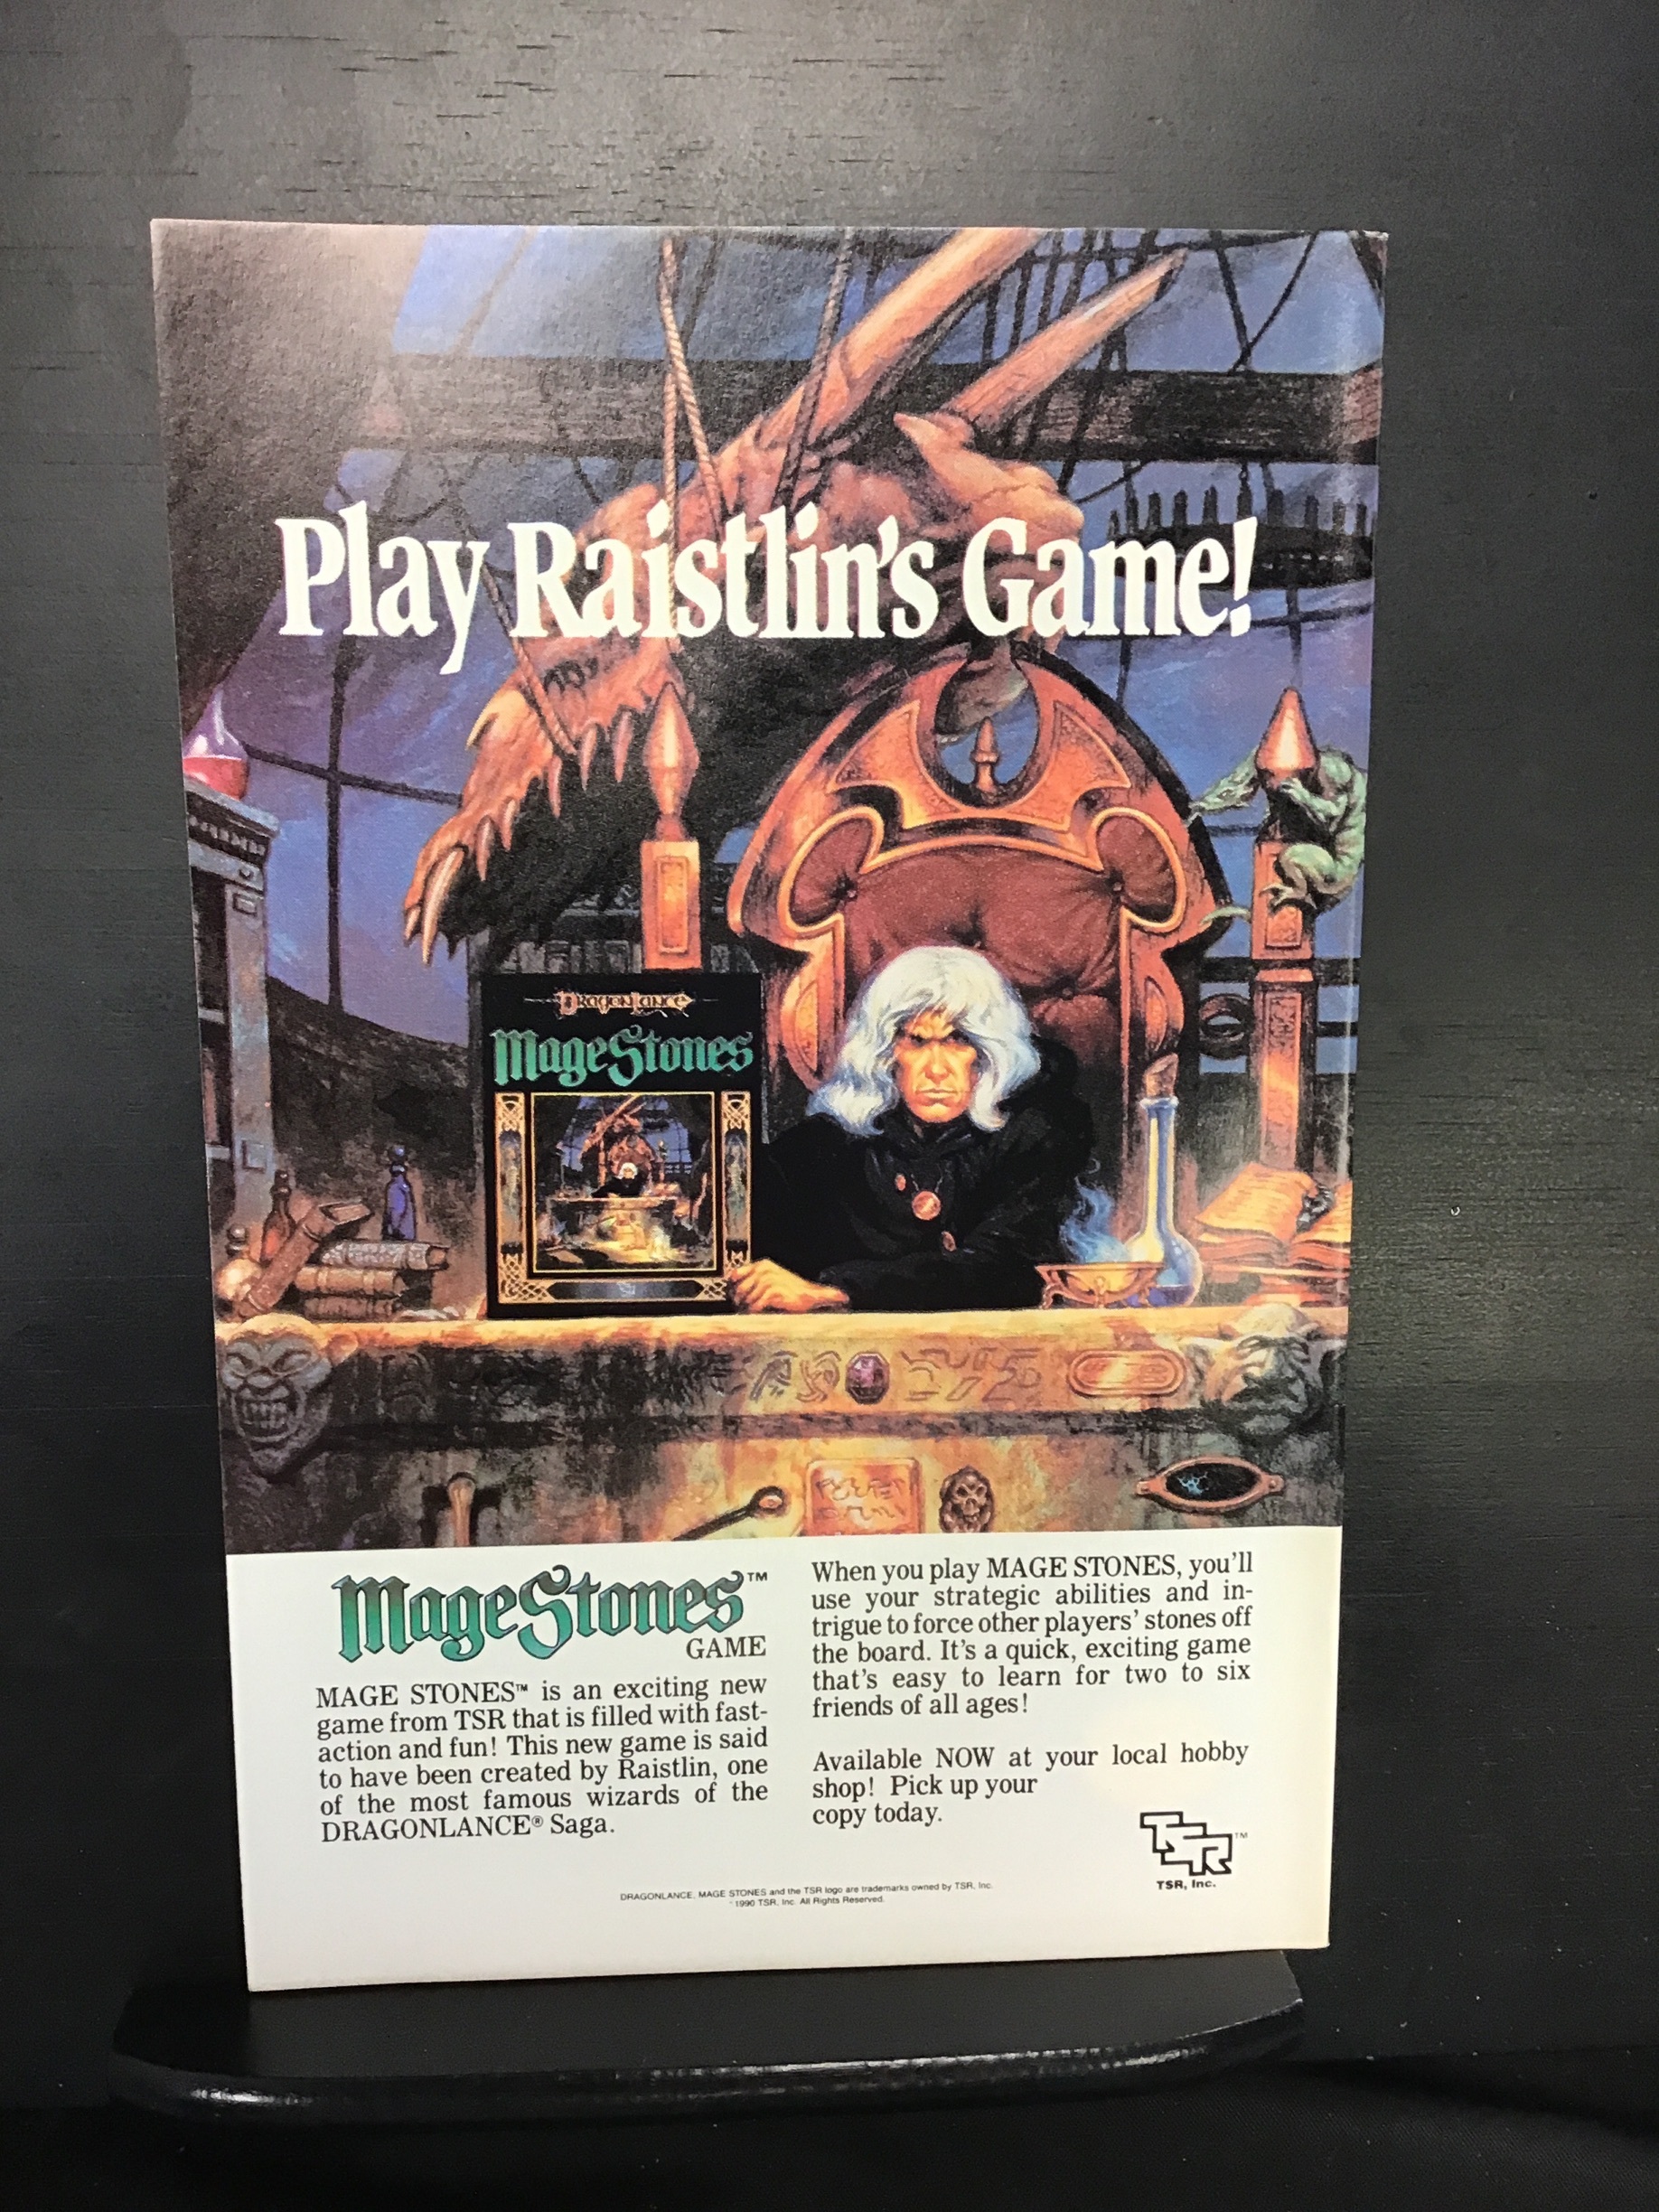 Play Raistlin's Game!
DRAGONLANCE
MageStones
MageStones™
GAME
MAGE STONES™ is an exciting new
game from TSR that is filled with fast-
action and fun! This new game is said
to have been created by Raistlin, one
of the most famous wizards of the
DRAGONLANCE® Saga.
When you play MAGE STONES, you'll
use your strategic abilities and in-
trigue to force other players' stones off
the board. It's a quick, exciting game
that's easy to learn for two to six
friends of all ages!
Available NOW at your local hobby
shop! Pick up your
copy today.
TSR™
TSR, Inc.
DRAGONLANCE, MAGE STONES and the TSR logo are trademarks owned by TSR, Inc.
1990 TSR, Inc. All Rights Reserved.